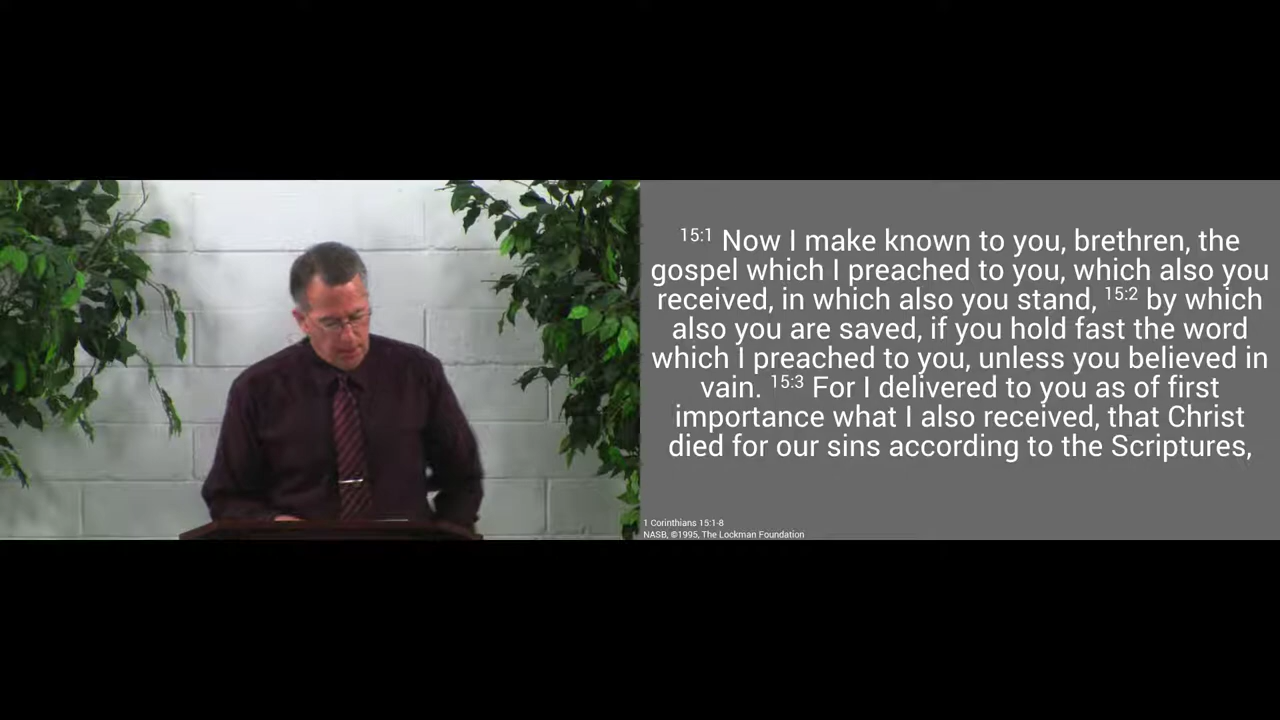 15:1 Now I make known to you, brethren, the
gospel which I preached to you, which also you
received, in which also you stand, 15:2 by which
also you are saved, if you hold fast the word
which I preached to you, unless you believed in
vain. 15:3 For I delivered to you as of first
importance what I also received, that Christ
died for our sins according to the Scriptures,
1 Corinthians 15:1-8
NASB, ©1995, The Lockman Foundation